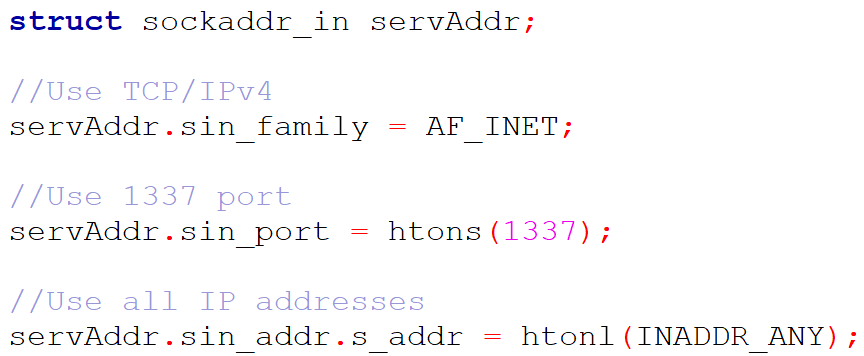 struct sockaddr_in servAddr;
//Use TCP/IPv4
servAddr.sin_family = AF_INET;
//Use 1337 port
servAddr.sin_port = htons(1337);
//Use all IP addresses
servAddr.sin_addr.s_addr = htonl(INADDR_ANY);